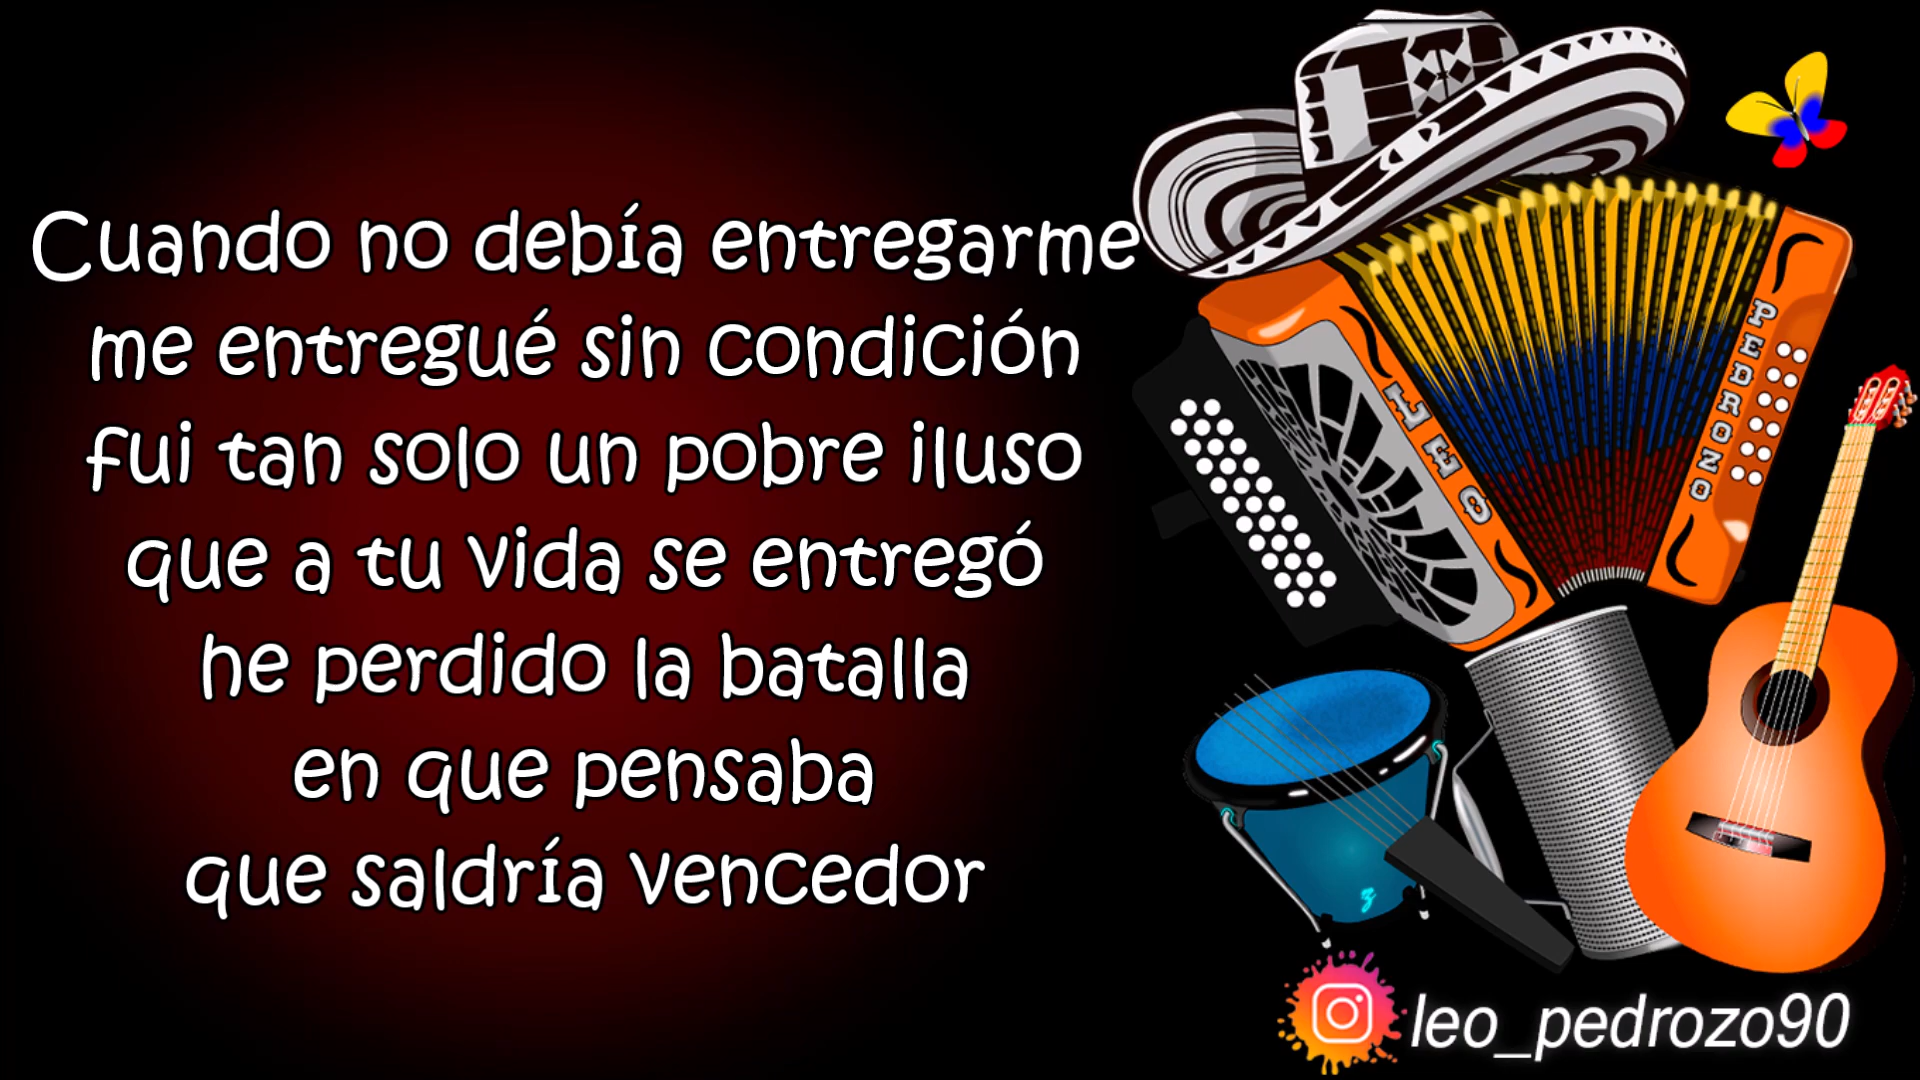 Cuando no debía entregarme
me entregué sin condición
fui tan solo un pobre iluso
que a tu vida se entregó
he perdido la batalla
en que pensaba
que saldría vencedor
LEO
PEDROZO
z
leo_pedrozo90